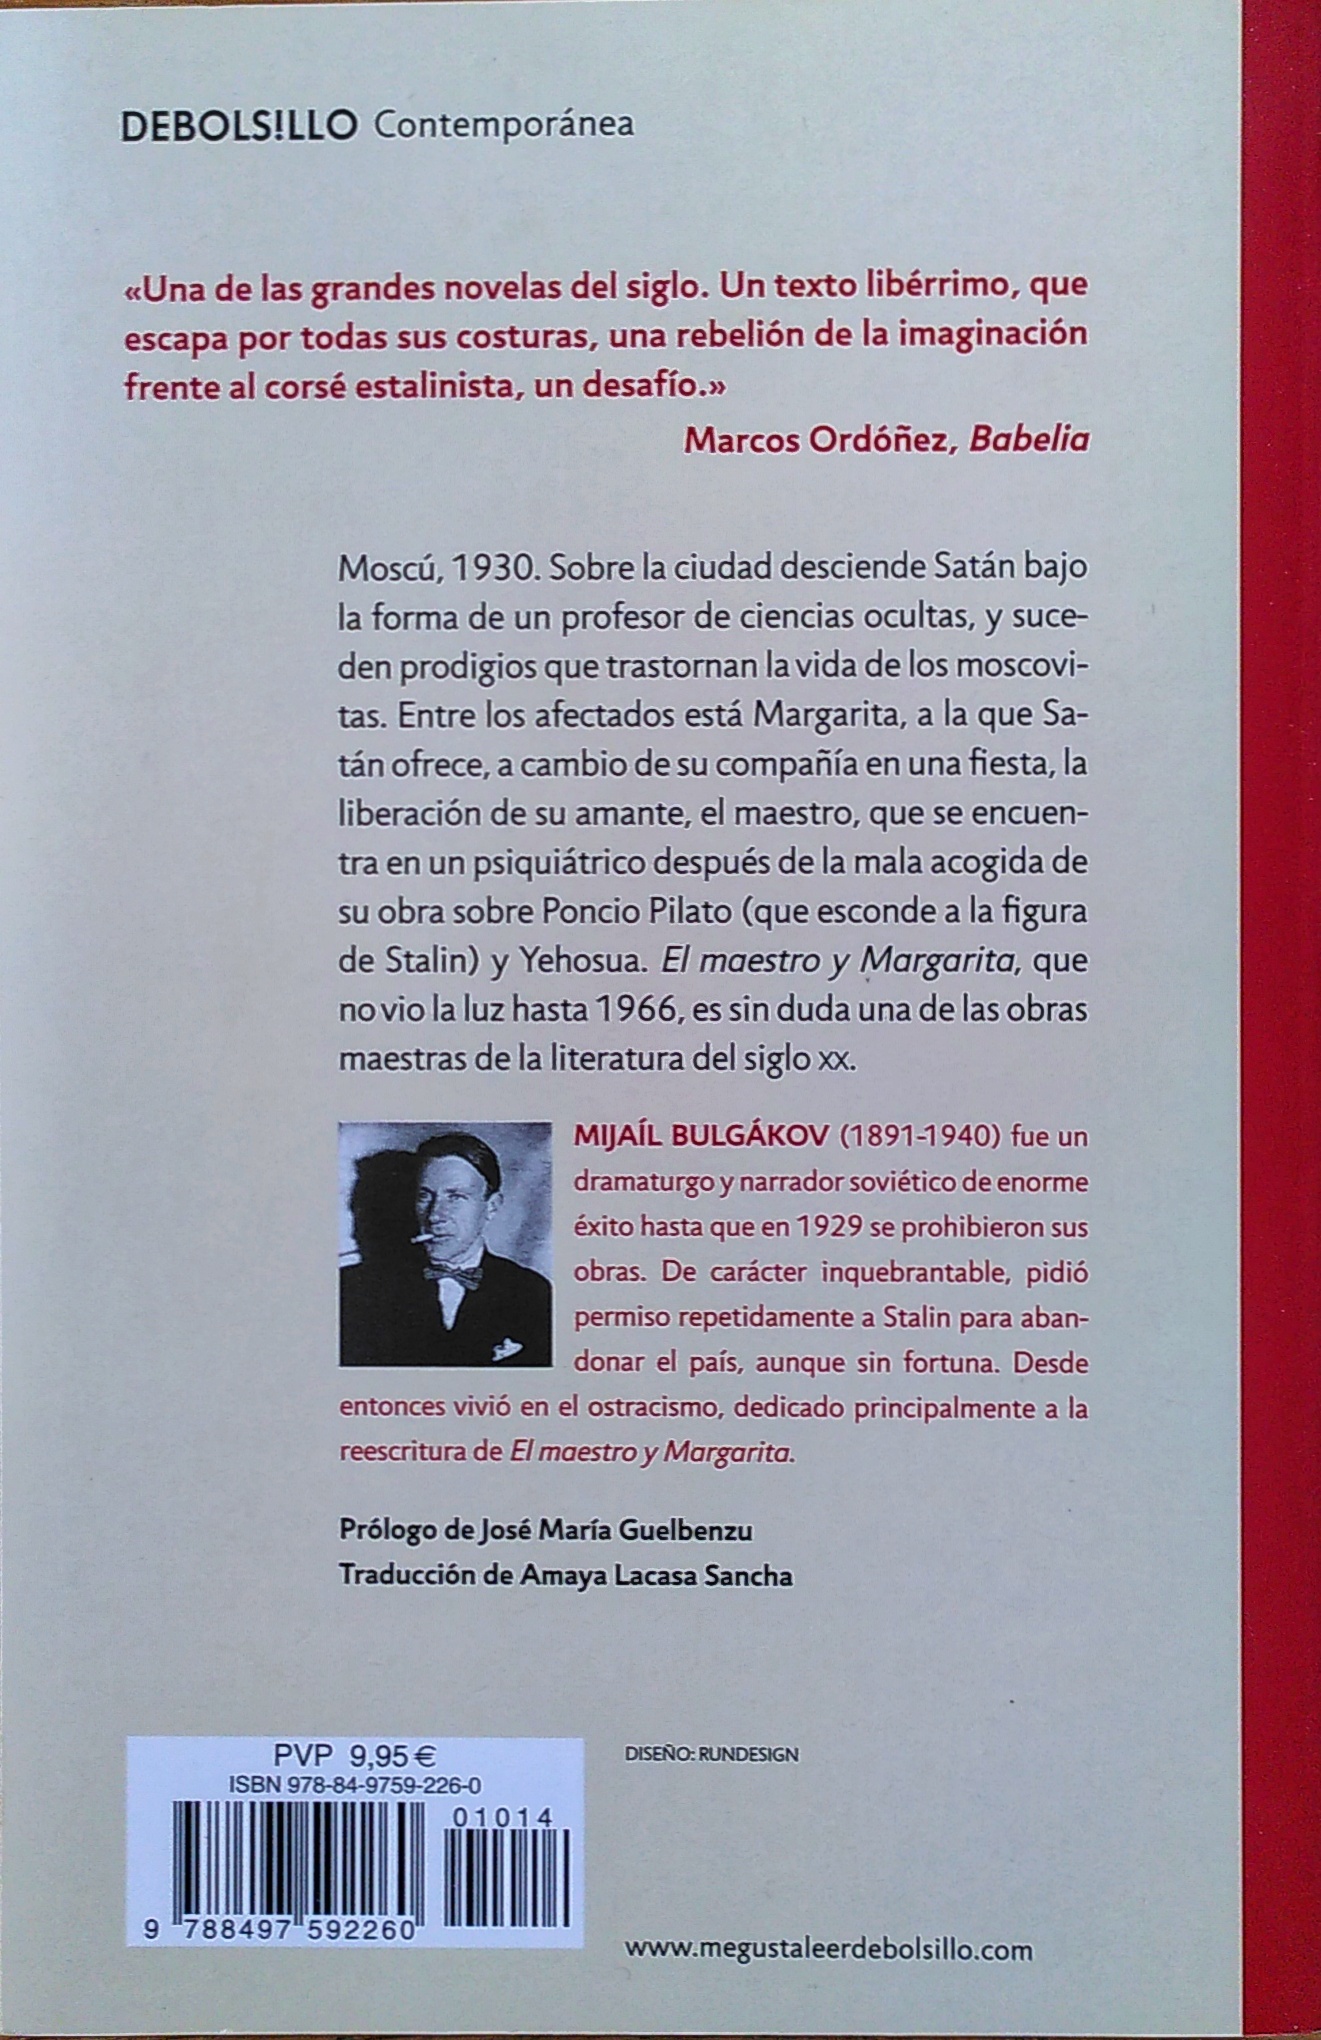 DEBOLS!LLO Contemporánea
«Una de las grandes novelas del siglo. Un texto libérrimo, que
escapa por todas sus costuras, una rebelión de la imaginación
frente al corsé estalinista, un desafío.»
Marcos Ordóñez, Babelia
Moscú, 1930. Sobre la ciudad desciende Satán bajo
la forma de un profesor de ciencias ocultas, y suce-
den prodigios que trastornan la vida de los moscovi-
tas. Entre los afectados está Margarita, a la que Sa-
tán ofrece, a cambio de su compañía en una fiesta, la
liberación de su amante, el maestro, que se encuen-
tra en un psiquiátrico después de la mala acogida de
su obra sobre Poncio Pilato (que esconde a la figura
de Stalin) y Yehosua. El maestro y Margarita, que
no vio la luz hasta 1966, es sin duda una de las obras
maestras de la literatura del siglo XX.
MIJAÍL BULGÁKOV (1891-1940) fue un
dramaturgo y narrador soviético de enorme
éxito hasta que en 1929 se prohibieron sus
obras. De carácter inquebrantable, pidió
permiso repetidamente a Stalin para aban-
donar el país, aunque sin fortuna. Desde
entonces vivió en el ostracismo, dedicado principalmente a la
reescritura de El maestro y Margarita.
Prólogo de José María Guelbenzu
Traducción de Amaya Lacasa Sancha
PVP 9,95 €
ISBN 978-84-9759-226-0
01014
9 788497 592260
DISEÑO: RUNDESIGN
www.megustaleerdebolsillo.com